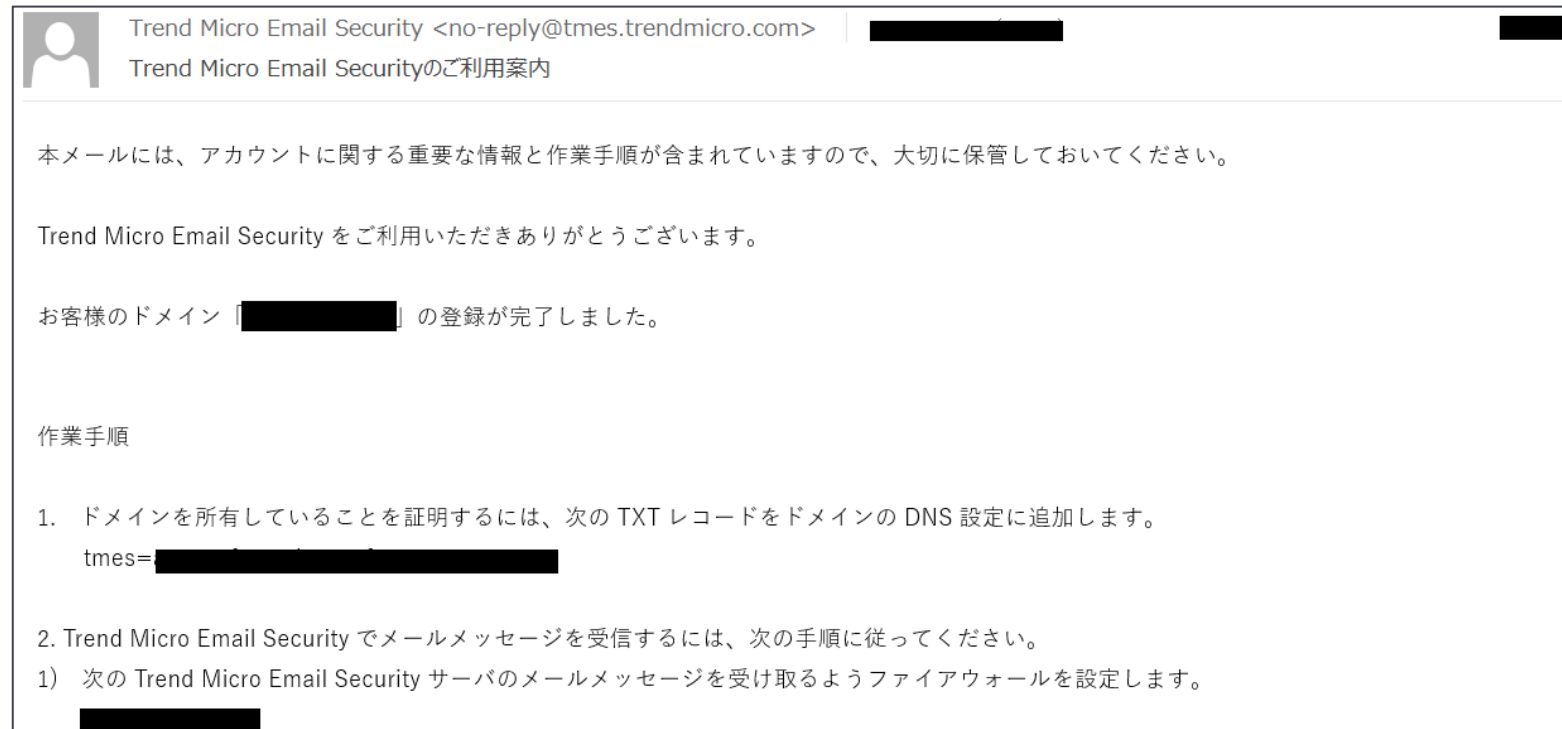 Trend Micro Email Security <no-reply@tmes.trendmicro.com>
Trend Micro Email Securityのご利用案内
本メールには、アカウントに関する重要な情報と作業手順が含まれていますので、大切に保管しておいてください。
Trend Micro Email Security をご利用いただきありがとうございます。
お客様のドメイン「 」の登録が完了しました。
作業手順
1. ドメインを所有していることを証明するには、次の TXT レコードをドメインの DNS 設定に追加します。
tmes=
2. Trend Micro Email Security でメールメッセージを受信するには、次の手順に従ってください。
1) 次の Trend Micro Email Security サーバのメールメッセージを受け取るようファイアウォールを設定します。